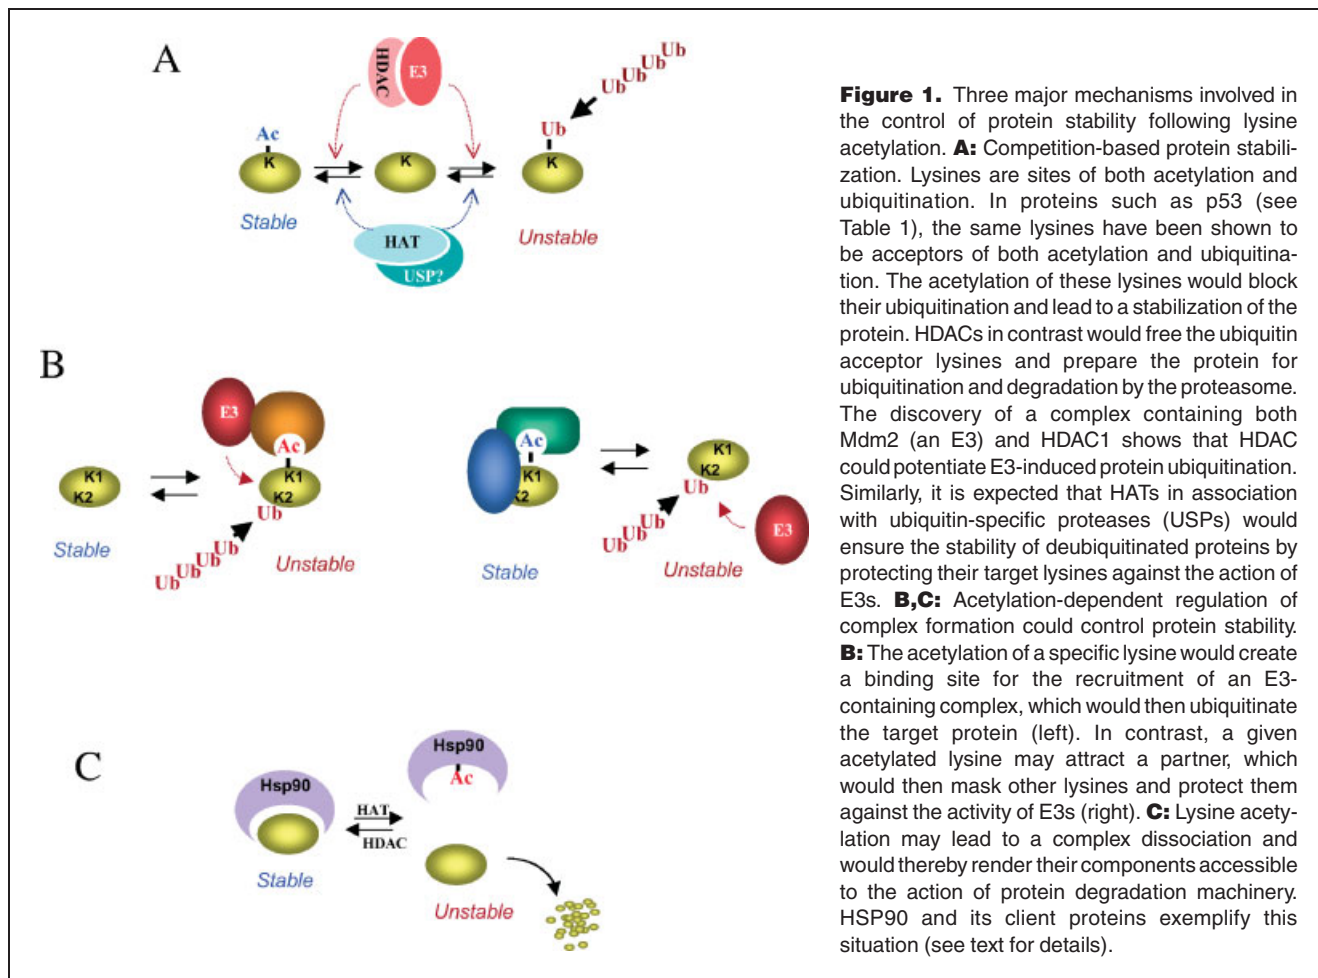 A
HDAC
E3
Ub
Ub
Ub
Ub
Ac
K
K
Ub
K
Stable
HAT
USP?
Unstable
B
E3
Ac
K1
K2
K1
K2
Ub
Ub
Ub
Ub
Ub
Stable
Unstable
Ac
K1
K2
K1
K2
Ub
Ub
Ub
Ub
E3
Stable
Unstable
C
Hsp90
Hsp90
Ac
HAT
HDAC
Stable
Unstable
Figure 1. Three major mechanisms involved in
the control of protein stability following lysine
acetylation. A: Competition-based protein stabili-
zation. Lysines are sites of both acetylation and
ubiquitination. In proteins such as p53 (see
Table 1), the same lysines have been shown to
be acceptors of both acetylation and ubiquitina-
tion. The acetylation of these lysines would block
their ubiquitination and lead to a stabilization of the
protein. HDACs in contrast would free the ubiquitin
acceptor lysines and prepare the protein for
ubiquitination and degradation by the proteasome.
The discovery of a complex containing both
Mdm2 (an E3) and HDAC1 shows that HDAC
could potentiate E3-induced protein ubiquitination.
Similarly, it is expected that HATs in association
with ubiquitin-specific proteases (USPs) would
ensure the stability of deubiquitinated proteins by
protecting their target lysines against the action of
E3s. B,C: Acetylation-dependent regulation of
complex formation could control protein stability.
B: The acetylation of a specific lysine would create
a binding site for the recruitment of an E3-
containing complex, which would then ubiquitinate
the target protein (left). In contrast, a given
acetylated lysine may attract a partner, which
would then mask other lysines and protect them
against the activity of E3s (right). C: Lysine acety-
lation may lead to a complex dissociation and
would thereby render their components accessible
to the action of protein degradation machinery.
HSP90 and its client proteins exemplify this
situation (see text for details).